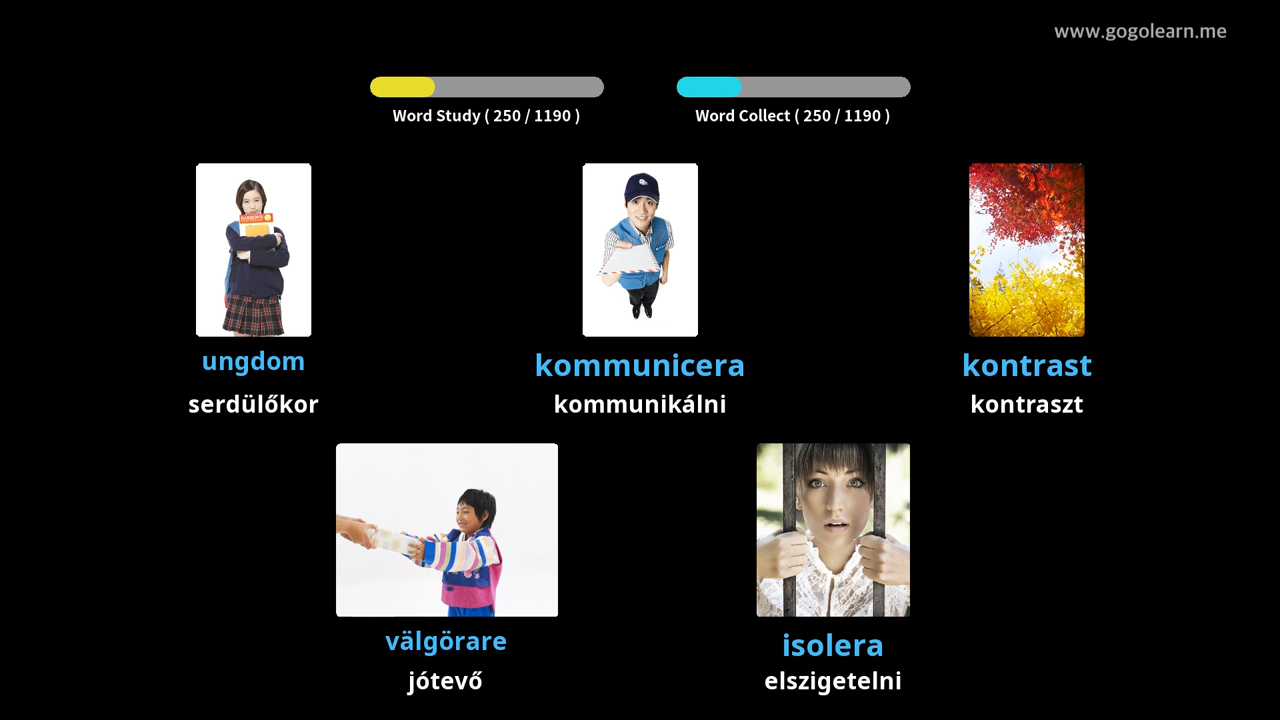 www.gogolearn.me
Word Study ( 250 / 1190 )
Word Collect ( 250 / 1190 )
BARRON'S
ungdom
kommunicera
kontrast
serdülőkor
kommunikálni
kontraszt
välgörare
isolera
jótevő
elszigetelni